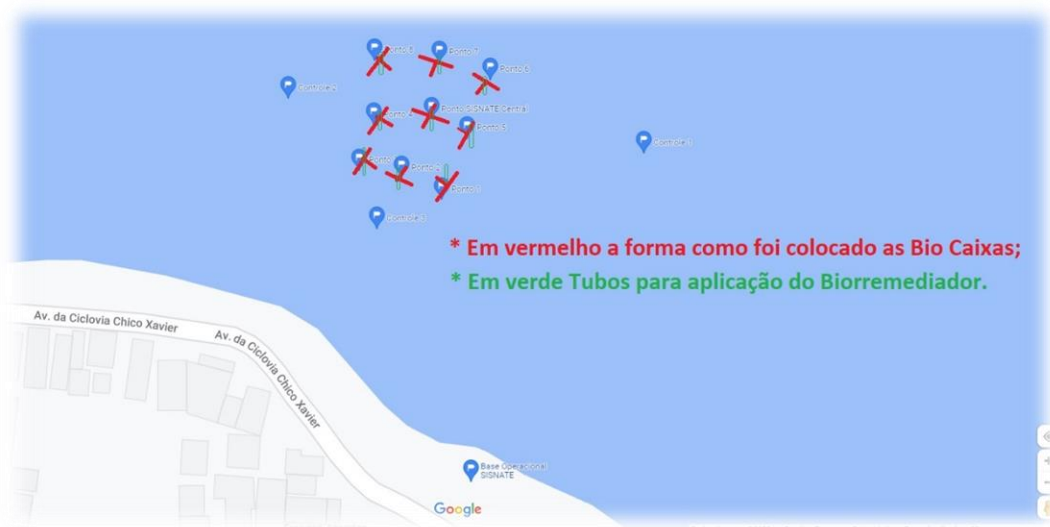 Ponto 8
Ponto 7
Ponto 6
Controle 2
Ponto 4
Ponto SISNATE Central
Ponto 5
Controle 1
Ponto
Ponto 2
Ponto 1
Controle 3
* Em vermelho a forma como foi colocado as Bio Caixas;
* Em verde Tubos para aplicação do Biorremediador.
Av. da Ciclovia Chico Xavier
Av. da Ciclovia Chico Xavier
Base Operacional
SISNATE
Google